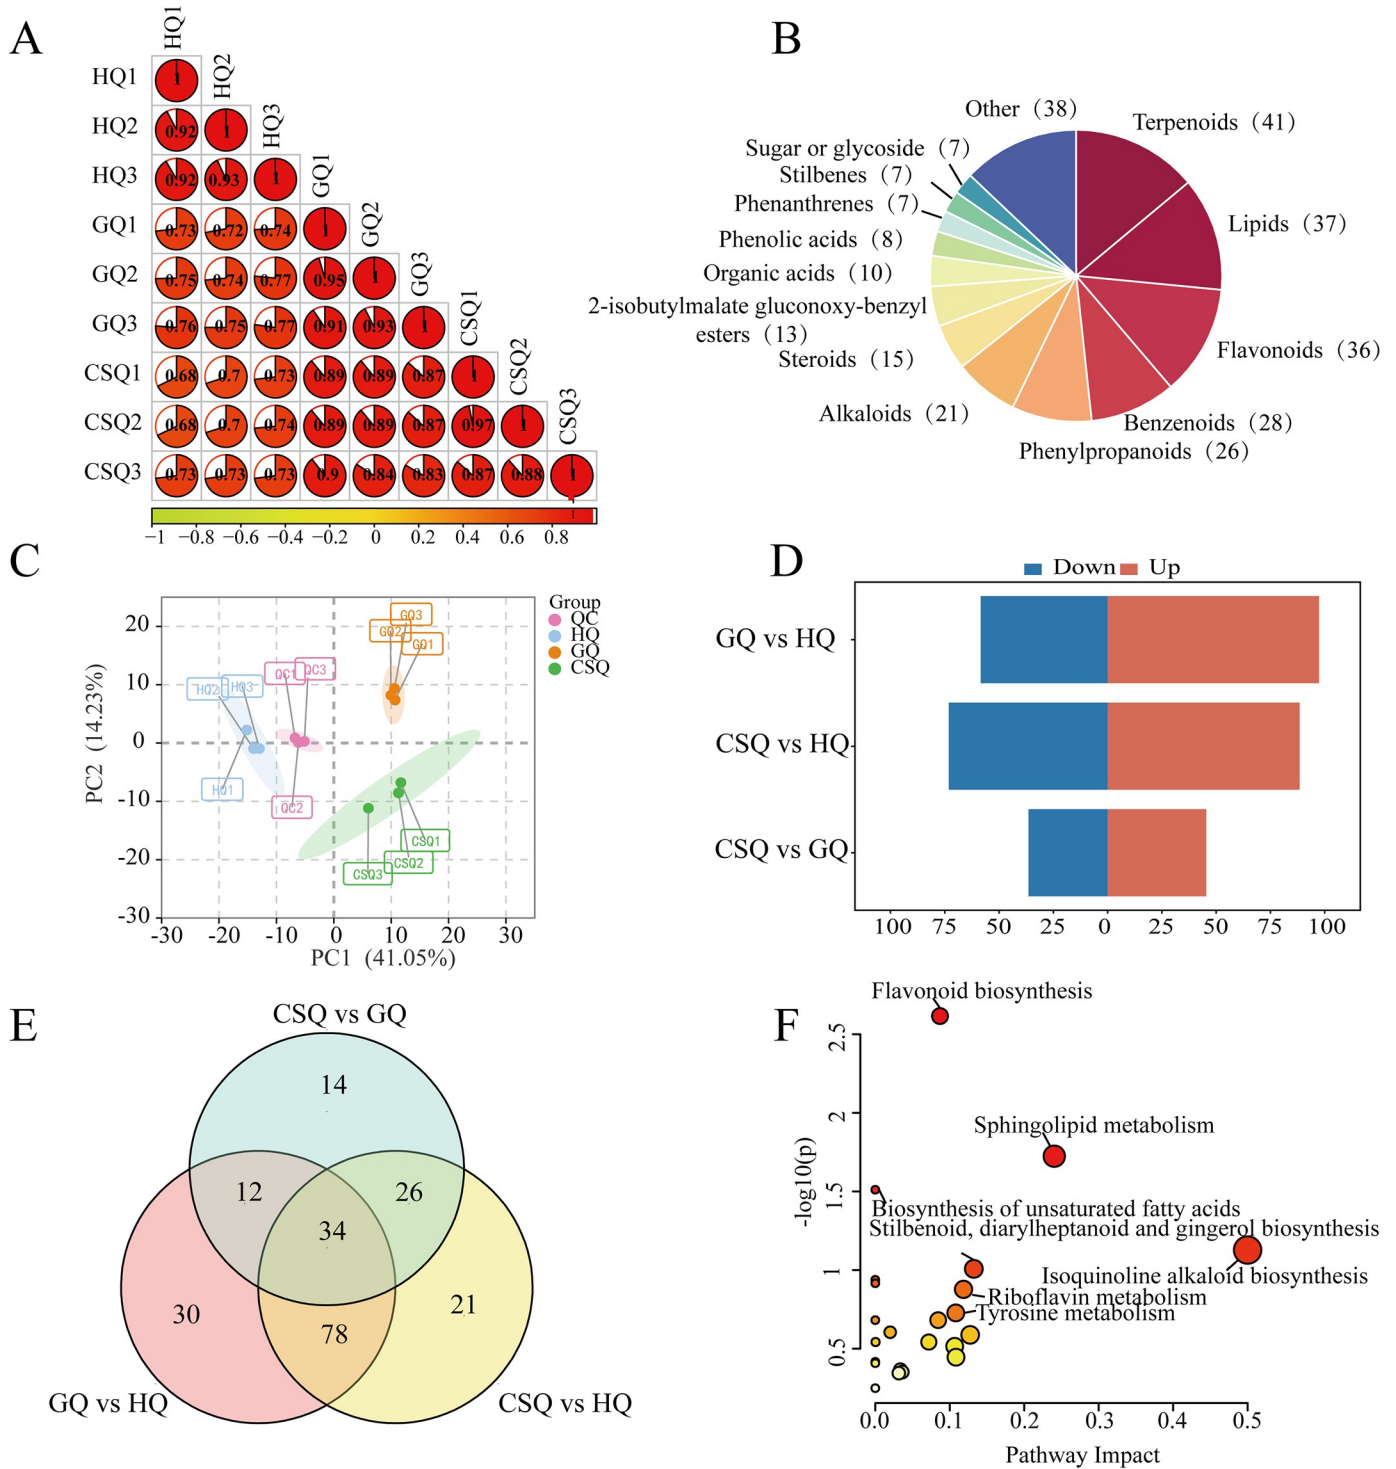 A
HQ1
HQ2
HQ3
GQ1
GQ2
GQ3
CSQ1
CSQ2
CSQ3
HQ1 1
HQ2 0.92 1
HQ3 0.92 0.93 1
GQ1 0.73 0.72 0.74 1
GQ2 0.75 0.74 0.77 0.95 1
GQ3 0.76 0.75 0.77 0.91 0.93 1
CSQ1 0.68 0.7 0.73 0.89 0.89 0.87 1
CSQ2 0.68 0.7 0.74 0.89 0.89 0.87 0.97 1
CSQ3 0.73 0.73 0.73 0.9 0.84 0.83 0.87 0.88 1
−1 −0.8 −0.6 −0.4 −0.2 0 0.2 0.4 0.6 0.8 1
B
Other (38)
Terpenoids (41)
Sugar or glycoside (7)
Stilbenes (7)
Phenanthrenes (7)
Lipids (37)
Phenolic acids (8)
Organic acids (10)
2-isobutylmalate gluconoxy-benzyl
esters (13)
Flavonoids (36)
Steroids (15)
Alkaloids (21)
Benzenoids (28)
Phenylpropanoids (26)
C
Group
QC
HQ
GQ
CSQ
GQ3
GQ2
GQ1
QC1
QC3
HQ2
HQ3
HQ1
QC2
CSQ1
CSQ2
CSQ3
PC2 (14.23%)
20
10
0
-10
-20
-30
-30 -20 -10 0 10 20 30
PC1 (41.05%)
D
Down Up
GQ vs HQ
CSQ vs HQ
CSQ vs GQ
100 75 50 25 0 25 50 75 100
E
CSQ vs GQ
14
12
26
34
30
21
78
GQ vs HQ
CSQ vs HQ
F
Flavonoid biosynthesis
Sphingolipid metabolism
Biosynthesis of unsaturated fatty acids
Stilbenoid, diarylheptanoid and gingerol biosynthesis
Isoquinoline alkaloid biosynthesis
Riboflavin metabolism
Tyrosine metabolism
-log10(p)
2.5
2
1.5
1
0.5
0.0 0.1 0.2 0.3 0.4 0.5
Pathway Impact